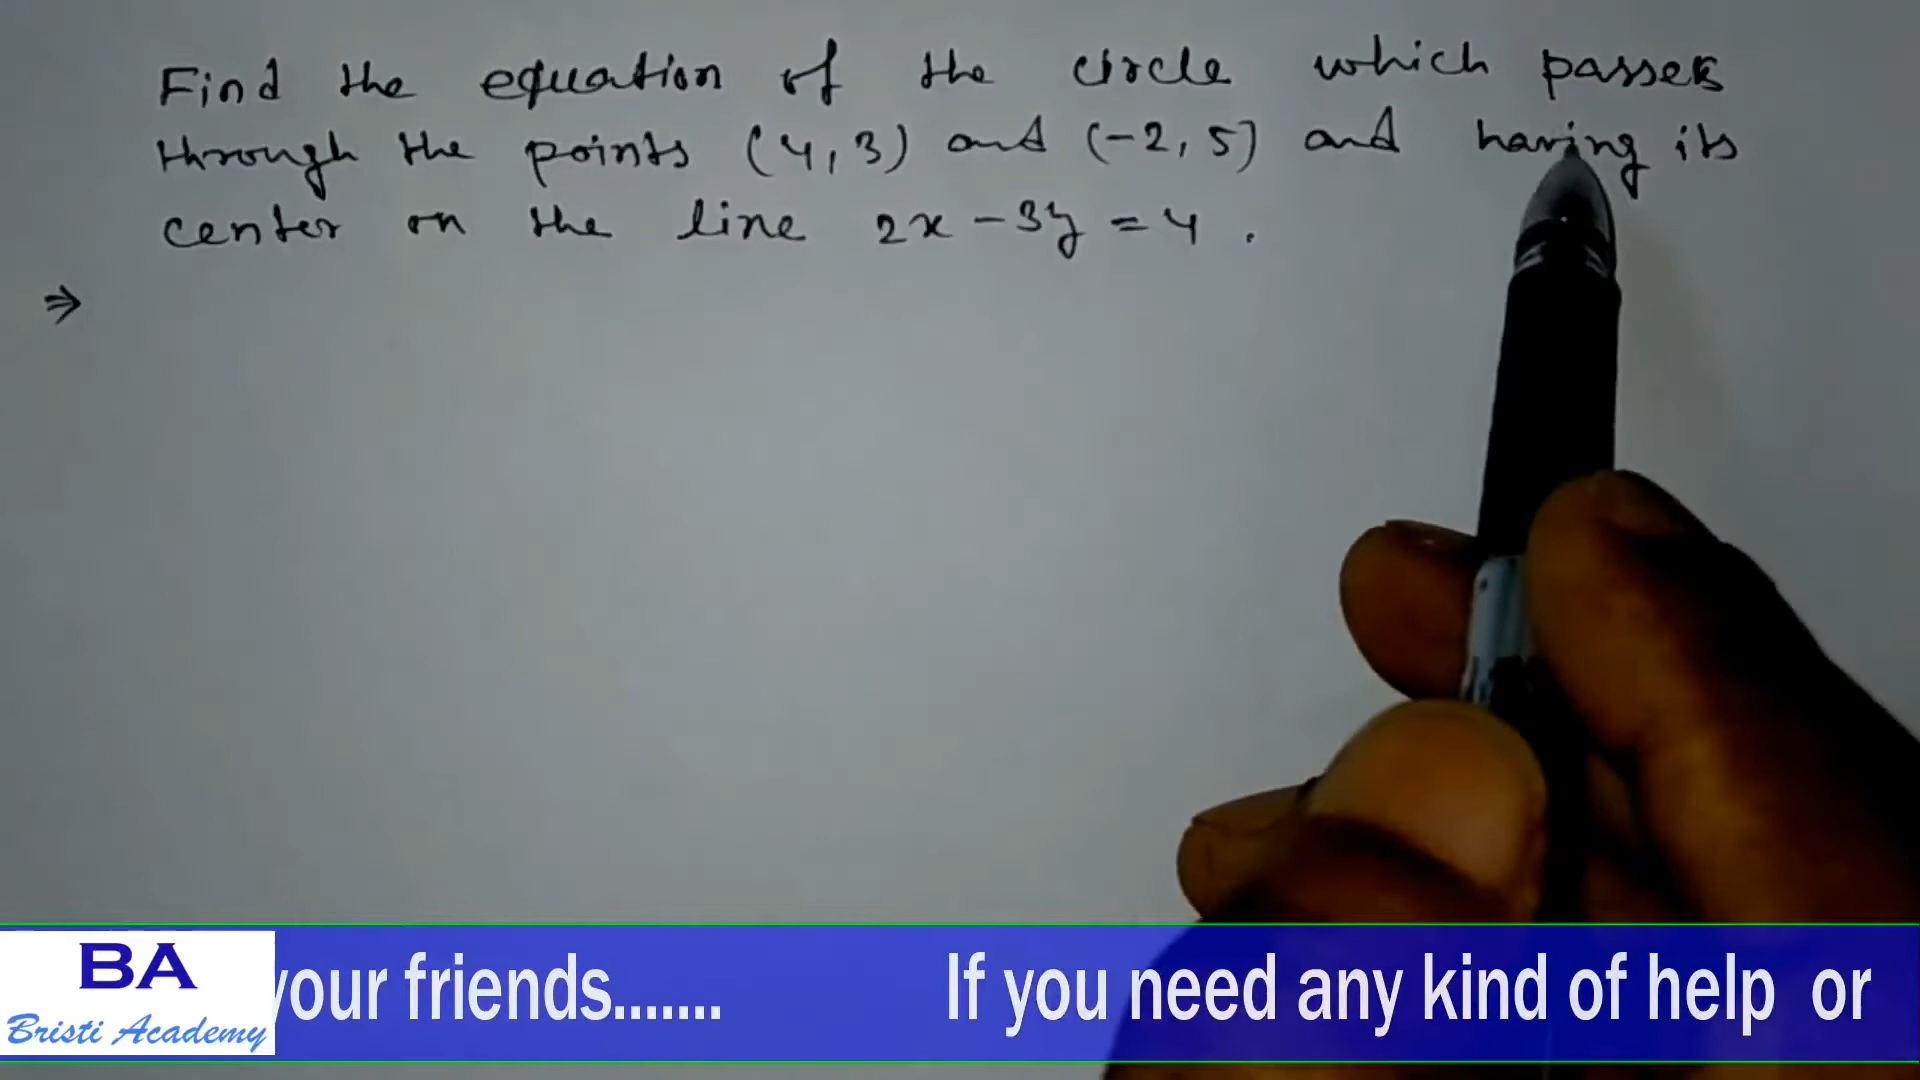 Find the equation of the circle which passes
through the points (4, 3) and (-2, 5) and having its
center on the line 2x - 3y = 4 .
⇒
BA
Bristi Academy
your friends....... If you need any kind of help or